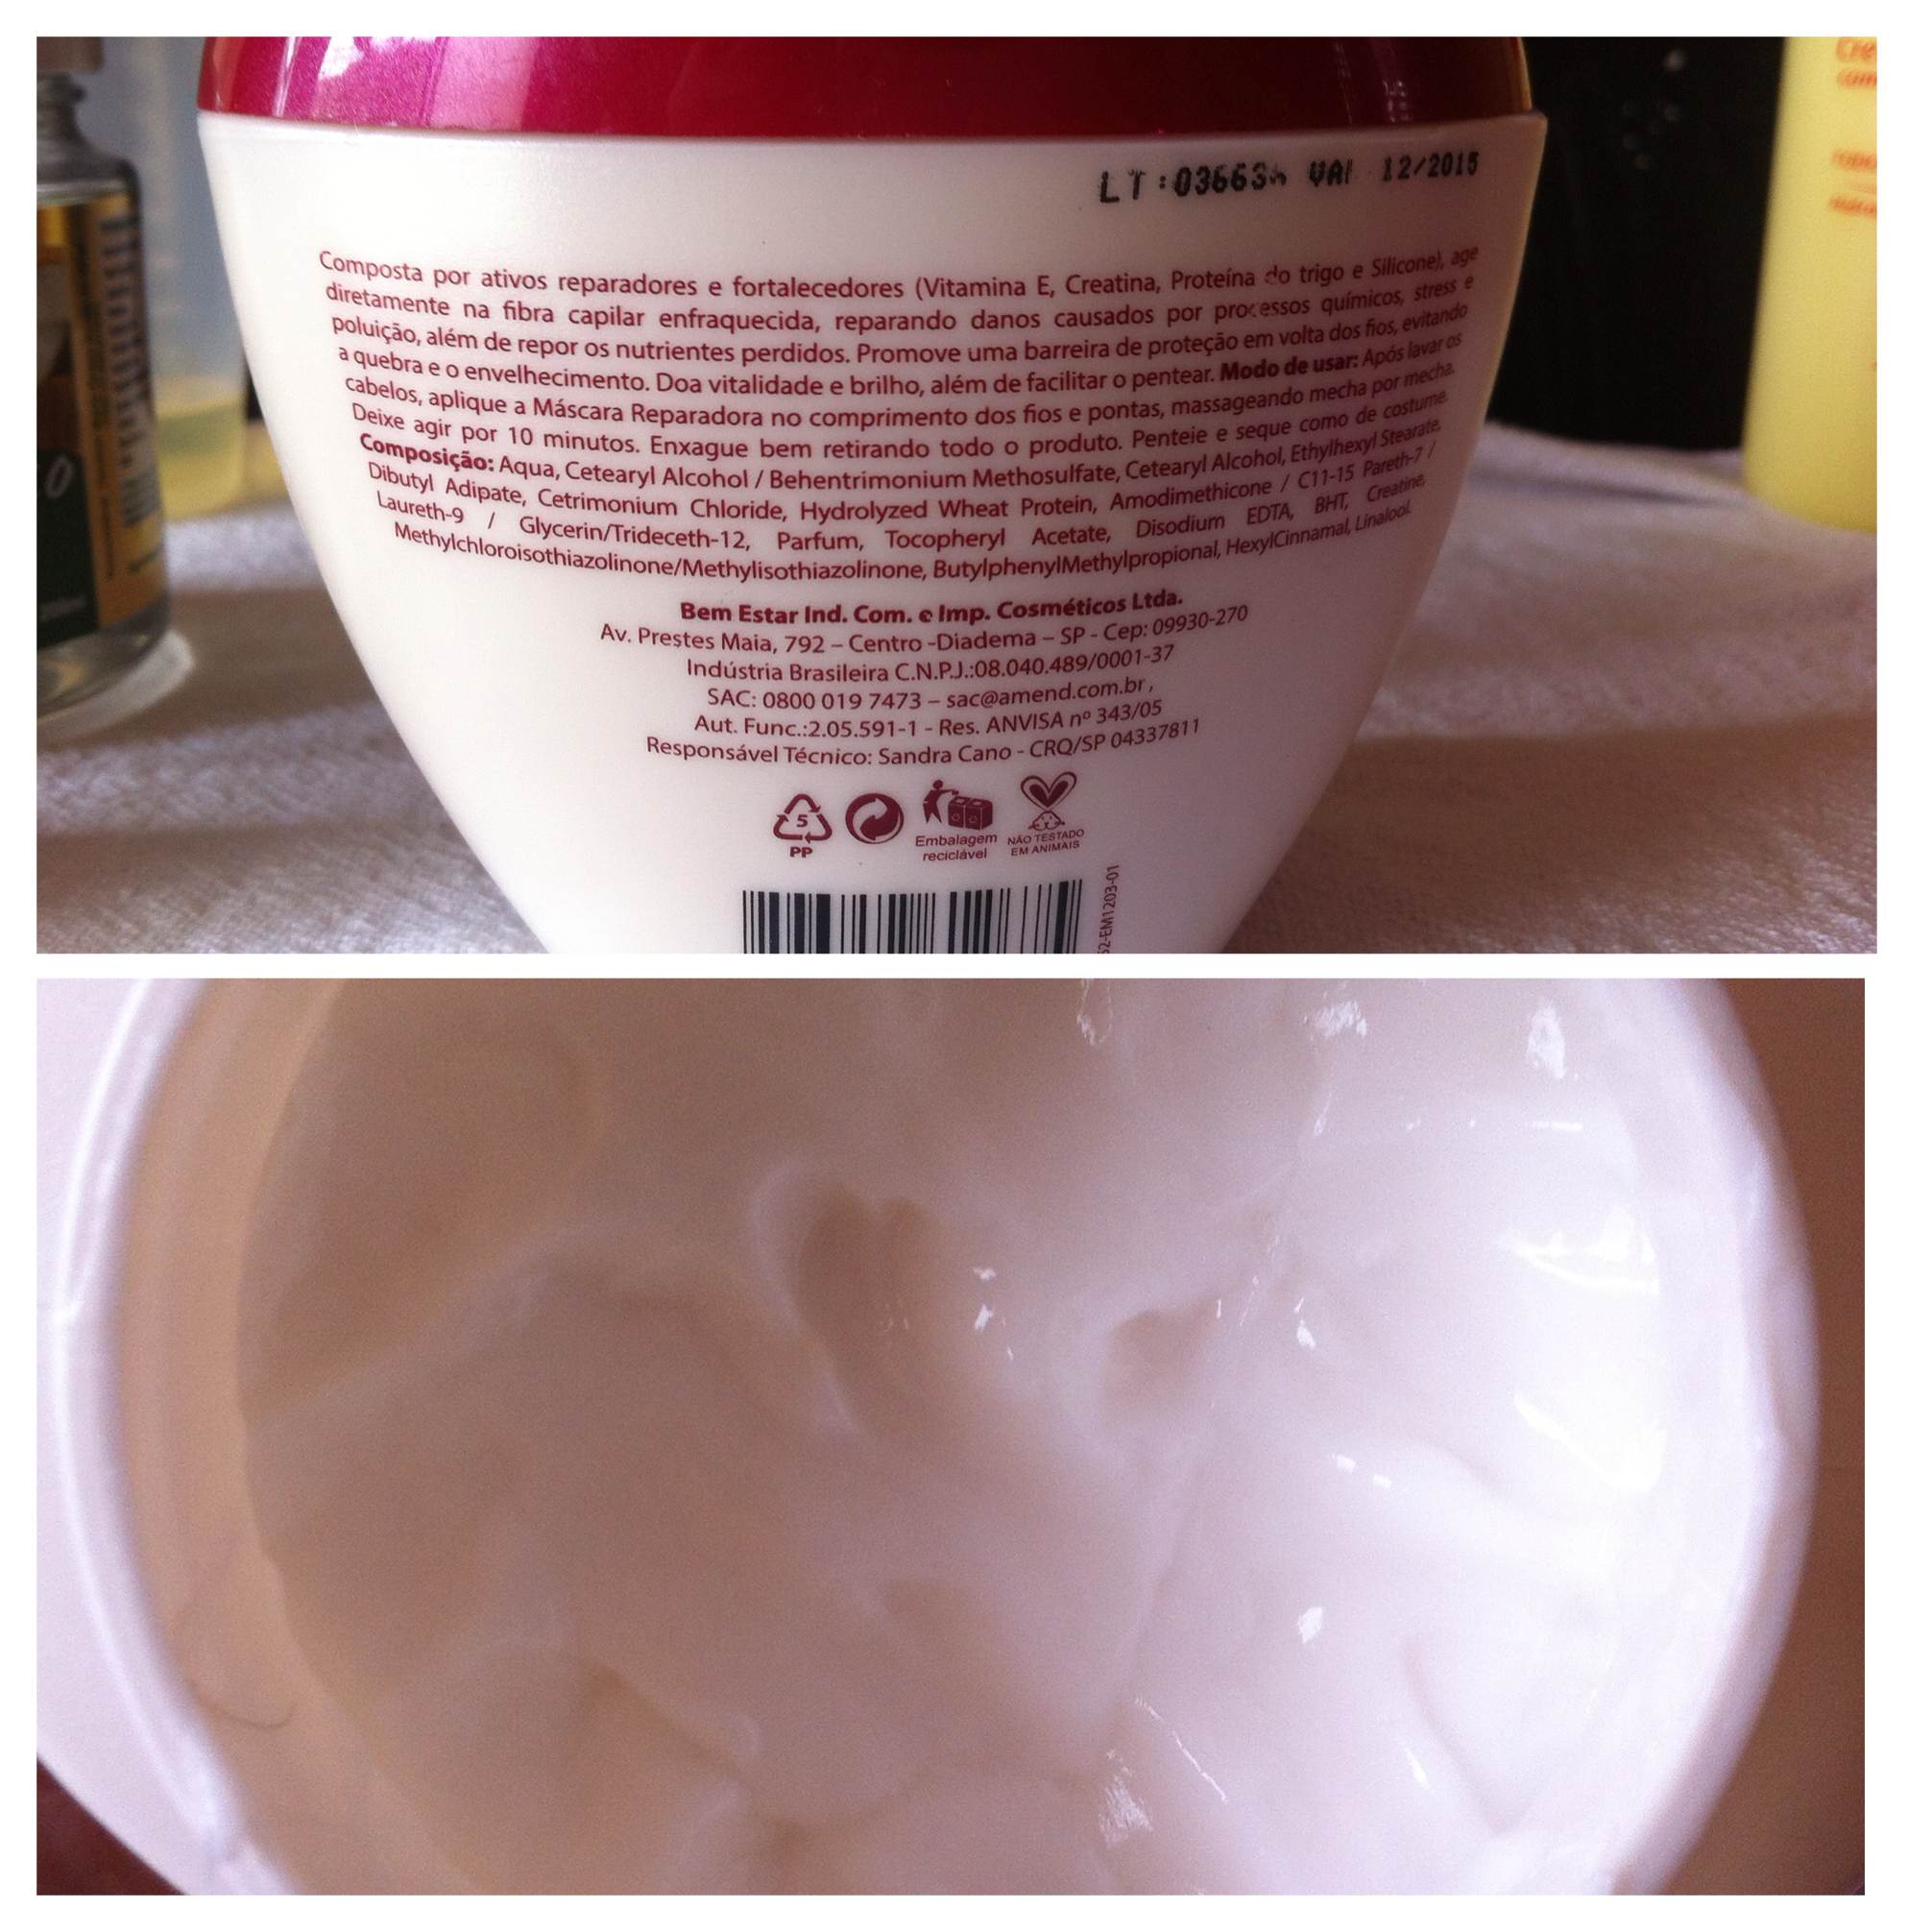 LT:03663 VAL 12/2015
Composta por ativos reparadores e fortalecedores (Vitamina E, Creatina, Proteína do trigo e Silicone), age
diretamente na fibra capilar enfraquecida, reparando danos causados por processos químicos, stress e
poluição, além de repor os nutrientes perdidos. Promove uma barreira de proteção em volta dos fios, evitando
a quebra e o envelhecimento. Doa vitalidade e brilho, além de facilitar o pentear. Modo de usar: Após lavar os
cabelos, aplique a Máscara Reparadora no comprimento dos fios e pontas, massageando mecha por mecha.
Deixe agir por 10 minutos. Enxague bem retirando todo o produto. Penteie e seque como de costume.
Composição: Aqua, Cetearyl Alcohol / Behentrimonium Methosulfate, Cetearyl Alcohol, Ethylhexyl Stearate,
Dibutyl Adipate, Cetrimonium Chloride, Hydrolyzed Wheat Protein, Amodimethicone / C11-15 Pareth-7 /
Laureth-9 / Glycerin/Trideceth-12, Parfum, Tocopheryl Acetate, Disodium EDTA, BHT, Creatine,
Methylchloroisothiazolinone/Methylisothiazolinone, ButylphenylMethylpropional, HexylCinnamal, Linalool.
Bem Estar Ind. Com. e Imp. Cosméticos Ltda.
Av. Prestes Maia, 792 – Centro -Diadema – SP - Cep: 09930-270
Indústria Brasileira C.N.P.J.:08.040.489/0001-37
SAC: 0800 019 7473 – sac@amend.com.br ,
Aut. Func.:2.05.591-1 - Res. ANVISA nº 343/05
Responsável Técnico: Sandra Cano - CRQ/SP 04337811
5
PP
Embalagem
reciclável
NÃO TESTADO
EM ANIMAIS
52-EM1203-01